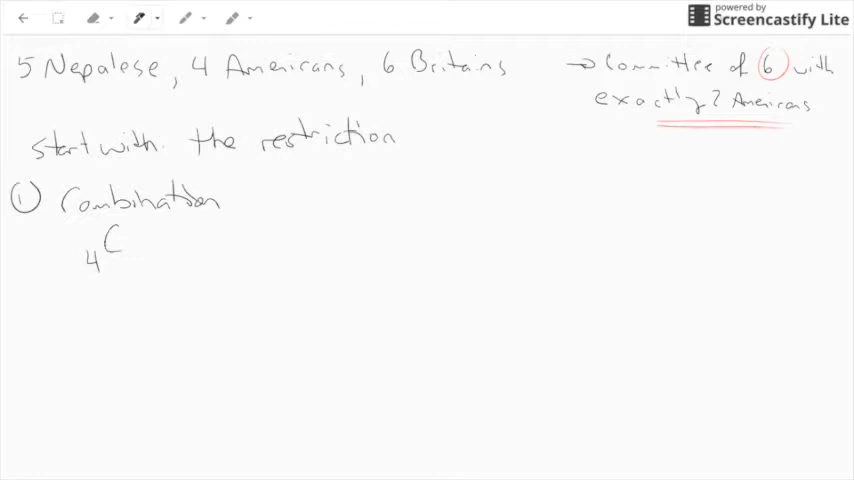 powered by
Screencastify Lite
5 Nepalese, 4 Americans, 6 Britains → Committee of 6 with
exactly 2 Americans
start with the restriction
① Combination
4C